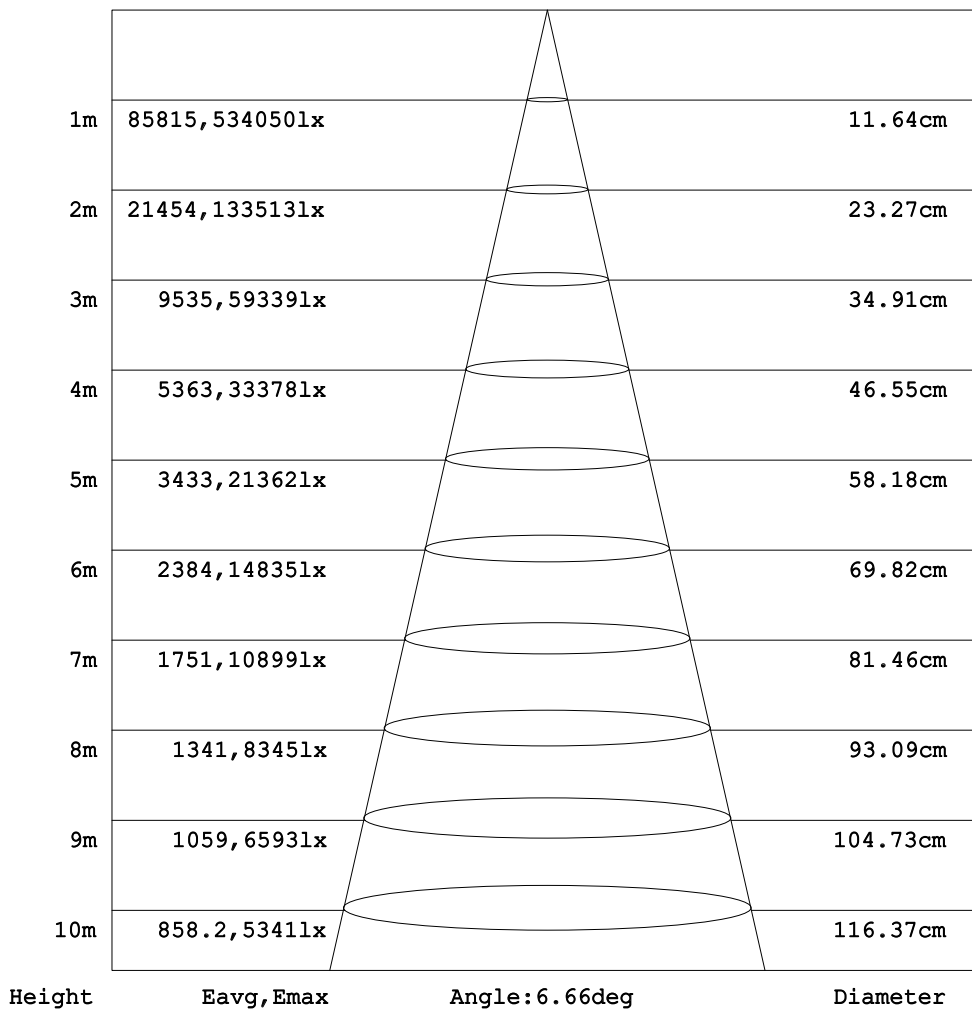 1m 85815,534050lx 11.64cm
2m 21454,133513lx 23.27cm
3m 9535,59339lx 34.91cm
4m 5363,33378lx 46.55cm
5m 3433,21362lx 58.18cm
6m 2384,14835lx 69.82cm
7m 1751,10899lx 81.46cm
8m 1341,8345lx 93.09cm
9m 1059,6593lx 104.73cm
10m 858.2,5341lx 116.37cm
Height Eavg,Emax Angle:6.66deg Diameter